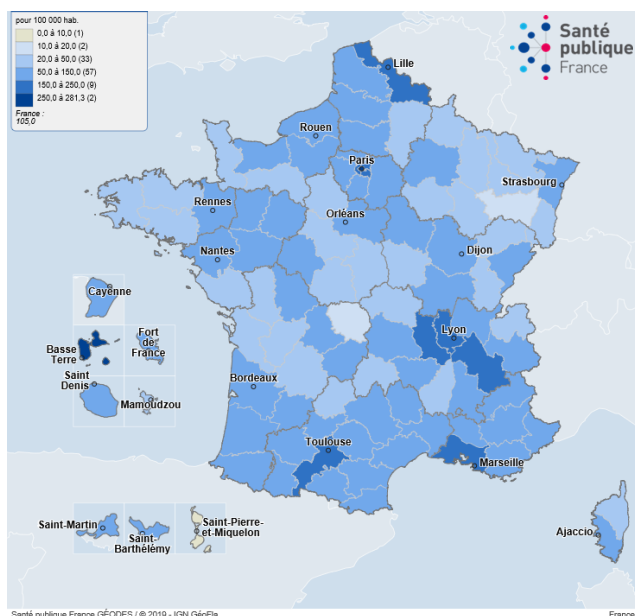 pour 100 000 hab.
0,0 à 10,0 (1)
10,0 à 20,0 (2)
20,0 à 50,0 (33)
50,0 à 150,0 (57)
150,0 à 250,0 (9)
250,0 à 281,3 (2)
France :
105,0
Santé
publique
France
Lille
Rouen
Paris
Strasbourg
Rennes
Orléans
Nantes
Dijon
Cayenne
Lyon
Basse
Terre
Fort
de
France
Saint
Denis
Mamoudzou
Bordeaux
Toulouse
Marseille
Saint-Martin
Saint-
Barthélémy
Saint-Pierre-
et-Miquelon
Ajaccio
Santé publique France GÉODES / © 2019 - IGN GéoFla
France